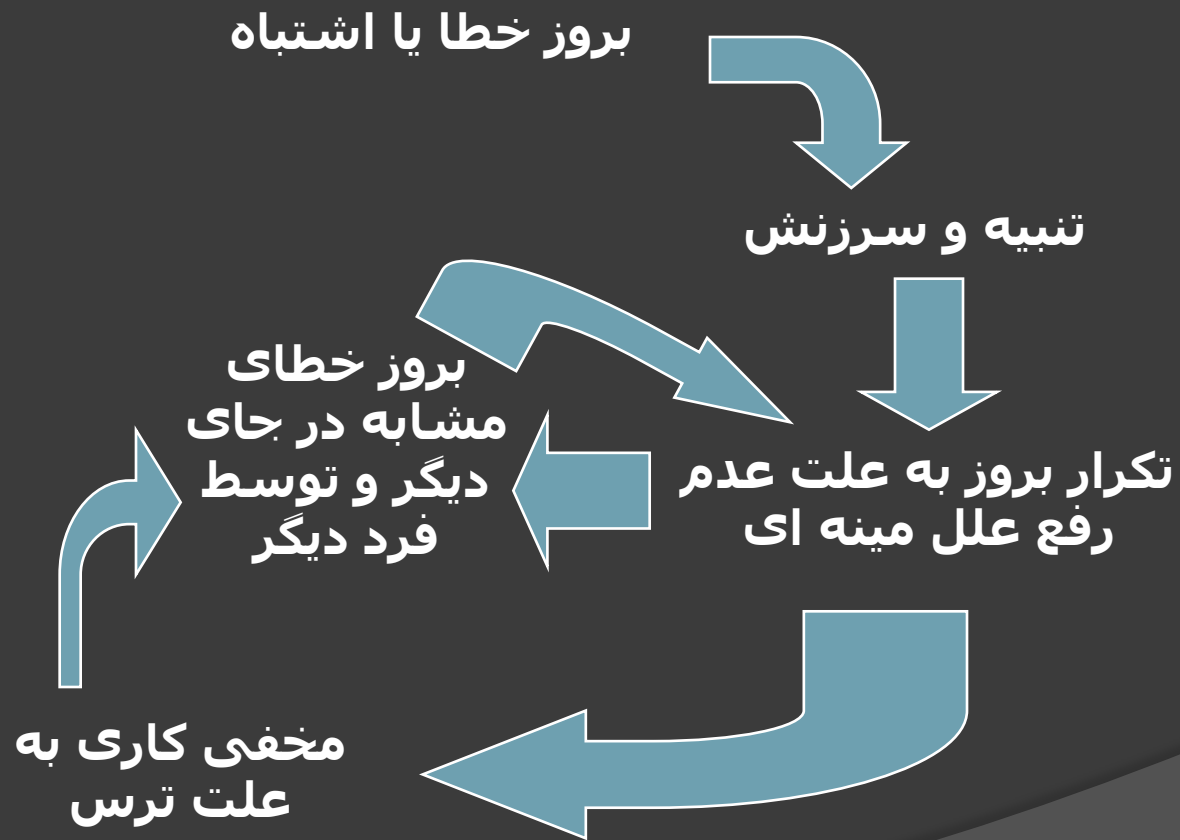 بروز خطا یا اشتباه
تنبیه و سرزنش
تکرار بروز به علت عدم
رفع علل مینه ای
بروز خطای
مشابه در جای
دیگر و توسط
فرد دیگر
مخفی کاری به
علت ترس